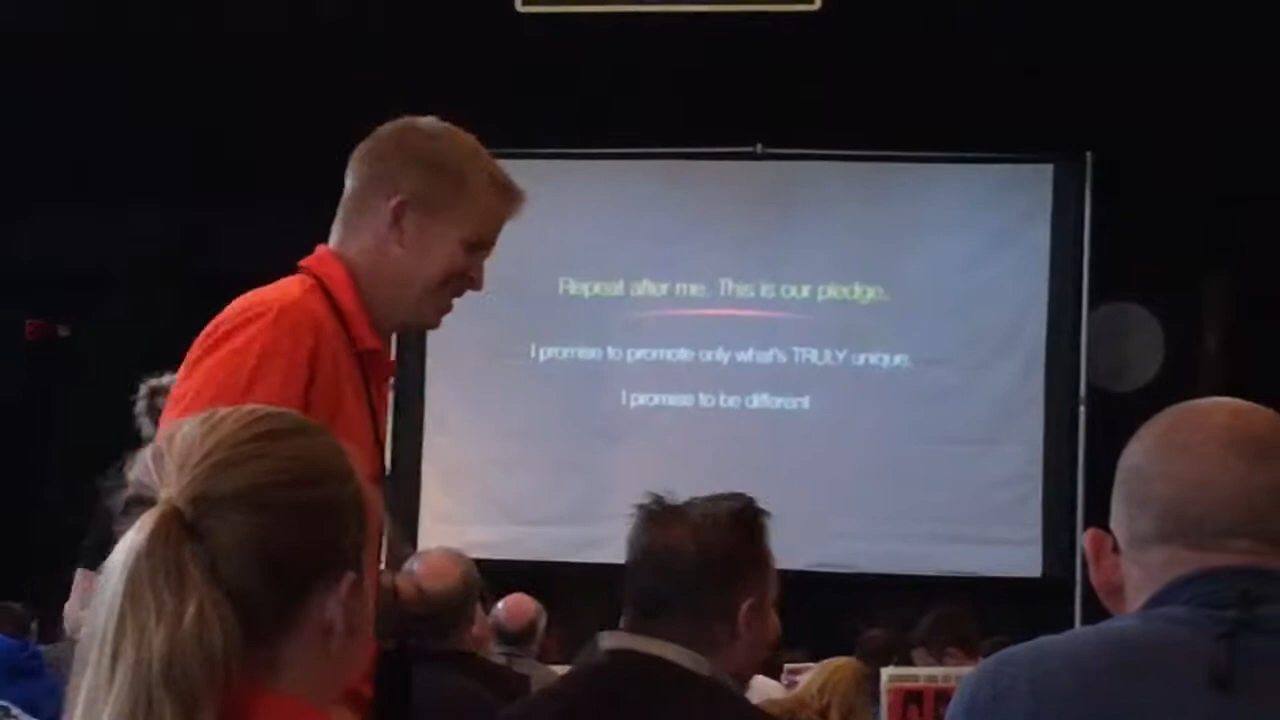 Repeat after me. This is our pledge.
I promise to promote only what's TRULY unique.
I promise to be different